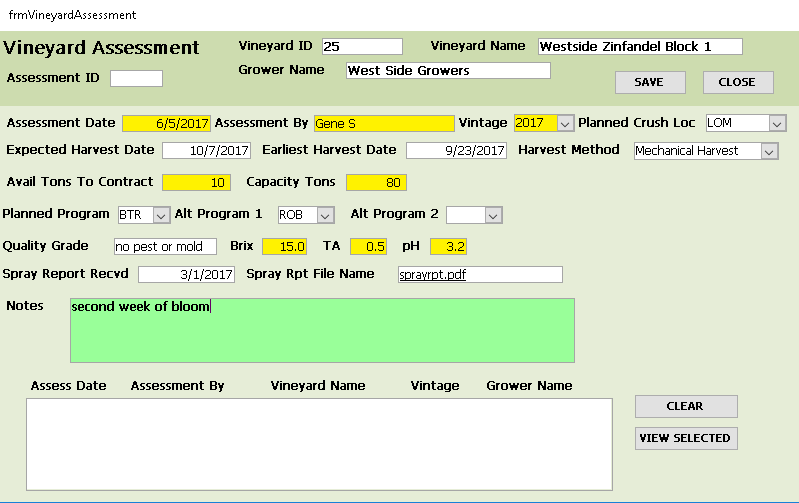 frmVineyardAssessment
Vineyard Assessment Vineyard ID 25 Vineyard Name Westside Zinfandel Block 1
Assessment ID Grower Name West Side Growers SAVE CLOSE
Assessment Date 6/5/2017 Assessment By Gene S Vintage 2017 Planned Crush Loc LOM
Expected Harvest Date 10/7/2017 Earliest Harvest Date 9/23/2017 Harvest Method Mechanical Harvest
Avail Tons To Contract 10 Capacity Tons 80
Planned Program BTR Alt Program 1 ROB Alt Program 2
Quality Grade no pest or mold Brix 15.0 TA 0.5 pH 3.2
Spray Report Recvd 3/1/2017 Spray Rpt File Name sprayrpt.pdf
Notes second week of bloom
Assess Date Assessment By Vineyard Name Vintage Grower Name
CLEAR
VIEW SELECTED